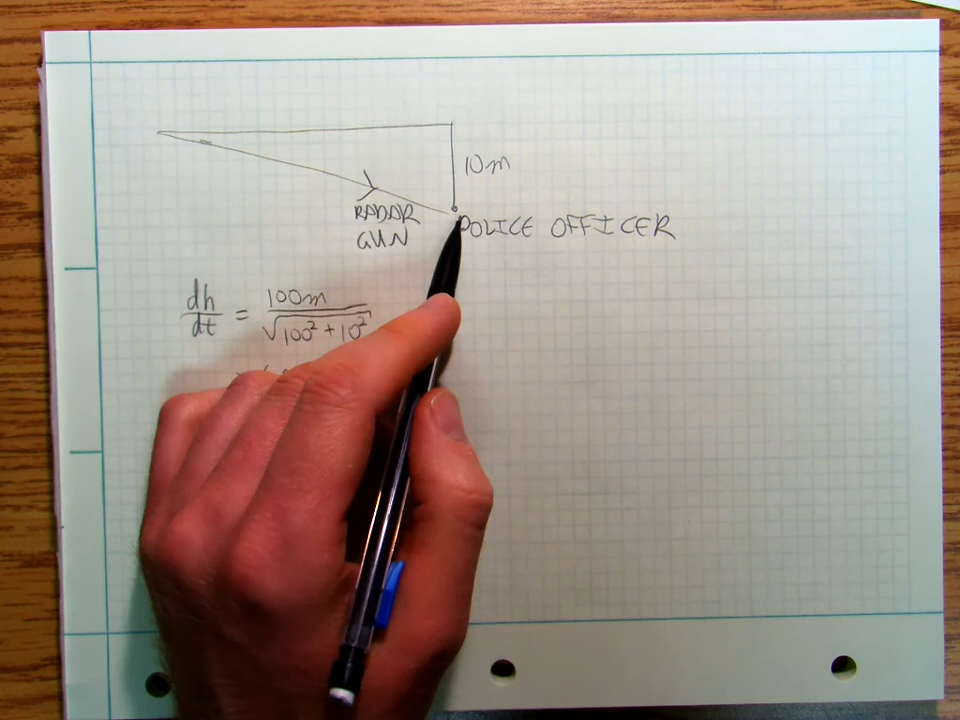 10m
RADAR
GUN
POLICE OFFICER
dh/dt = 100m/√100² + 10²